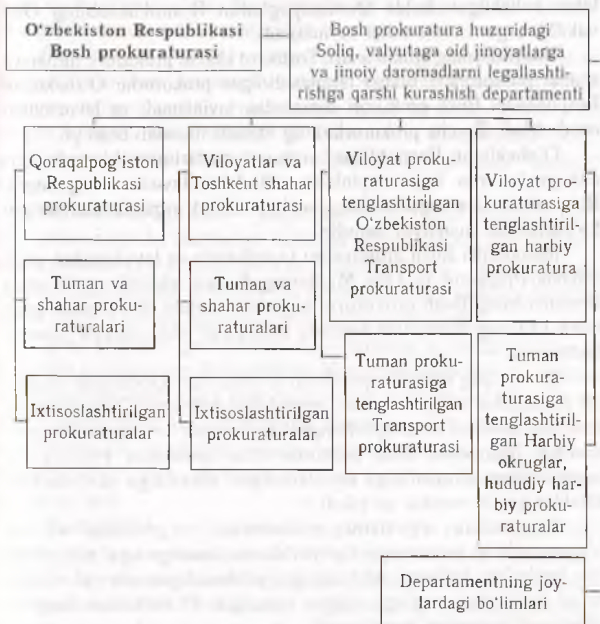 O‘zbekiston Respublikasi
Bosh prokuraturasi
Bosh prokuratura huzuridagi
Soliq, valyutaga oid jinoyatlarga
va jinoiy daromadlarni legallashti-
rishga qarshi kurashish departamenti
Qoraqalpog‘iston
Respublikasi
prokuraturasi
Viloyatlar va
Toshkent shahar
prokuraturasi
Viloyat proku-
raturasiga
tenglashtirilgan
O‘zbekiston
Respublikasi
Transport
prokuraturasi
Viloyat pro-
kuraturasiga
tenglashtiril-
gan harbiy
prokuratura
Tuman va
shahar proku-
raturalari
Tuman va
shahar proku-
raturalari
Tuman proku-
raturasiga
tenglashtirilgan
Transport
prokuraturasi
Tuman
prokura-
turasiga
tenglashtiril-
gan Harbiy
okruglar,
hududiy har-
biy proku-
raturalar
Ixtisoslashtirilgan
prokuraturalar
Ixtisoslashtirilgan
prokuraturalar
Departamentning joy-
lardagi bo‘limlari